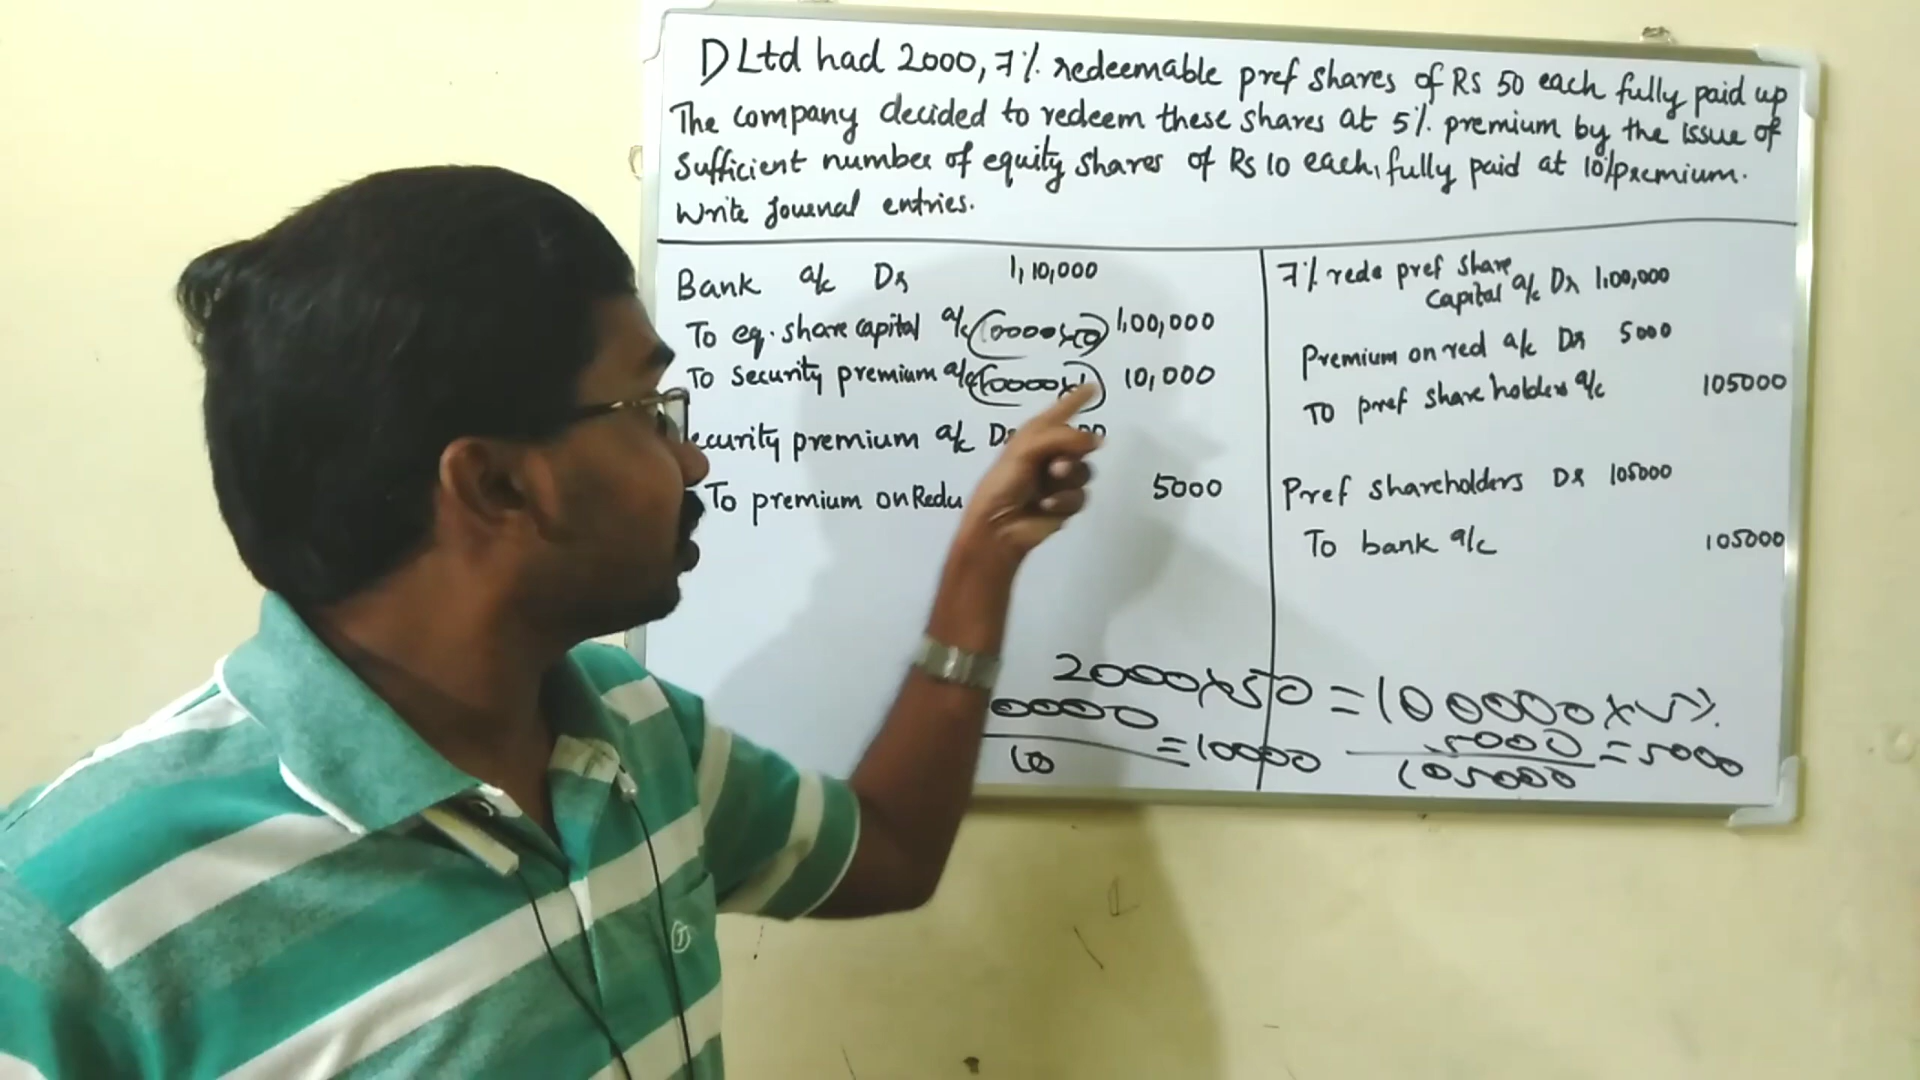 D Ltd had 2000, 7% redeemable pref shares of Rs 50 each fully paid up
The company decided to redeem these shares at 5% premium by the issue of
Sufficient number of equity shares of Rs 10 each, fully paid at 10% premium.
Write Journal entries.
Bank a/c Dr 1,10,000
To eq. share capital a/c (10000x10) 1,00,000
To Security premium a/c (10000x1) 10,000
ecurity premium a/c Dr
To premium on Redu 5000
7% rede pref share
Capital a/c Dr 1,00,000
Premium on red a/c Dr 5000
To pref share holders a/c 105000
Pref shareholders Dr 105000
To bank a/c 105000
2000x50 = 100000x5%
5000 = 5000
105000
0000
10 = 10000